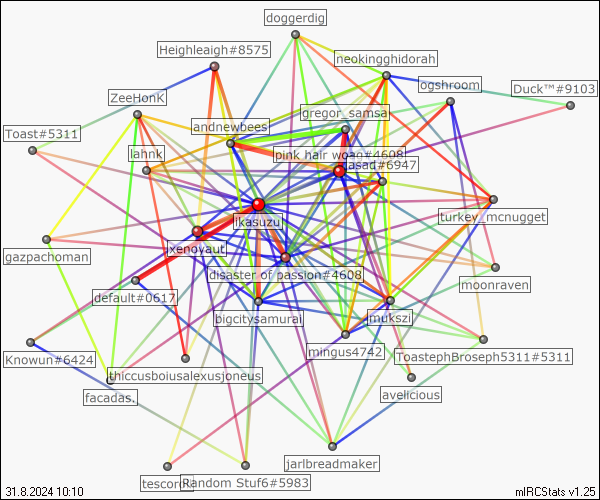 doggerdig
Heighleaigh#8575
neokingghidorah
ogshroom
Duck™#9103
ZeeHonK
gregor_samsa
andnewbees
Toast#5311
lahnk
pink hair woag#4608
asad#6947
ikasuzu
turkey_mcnugget
xenoyaut
gazpachoman
disaster of passion#4608
moonraven
default#0617
bigcitysamurai
mukszi
mingus4742
Knowun#6424
ToastephBroseph5311#5311
thiccusboiusalexusjoneus
facadas.
avelicious
jarlbreadmaker
Random Stuf6#5983
31.8.2024 10:10
mIRCStats v1.25